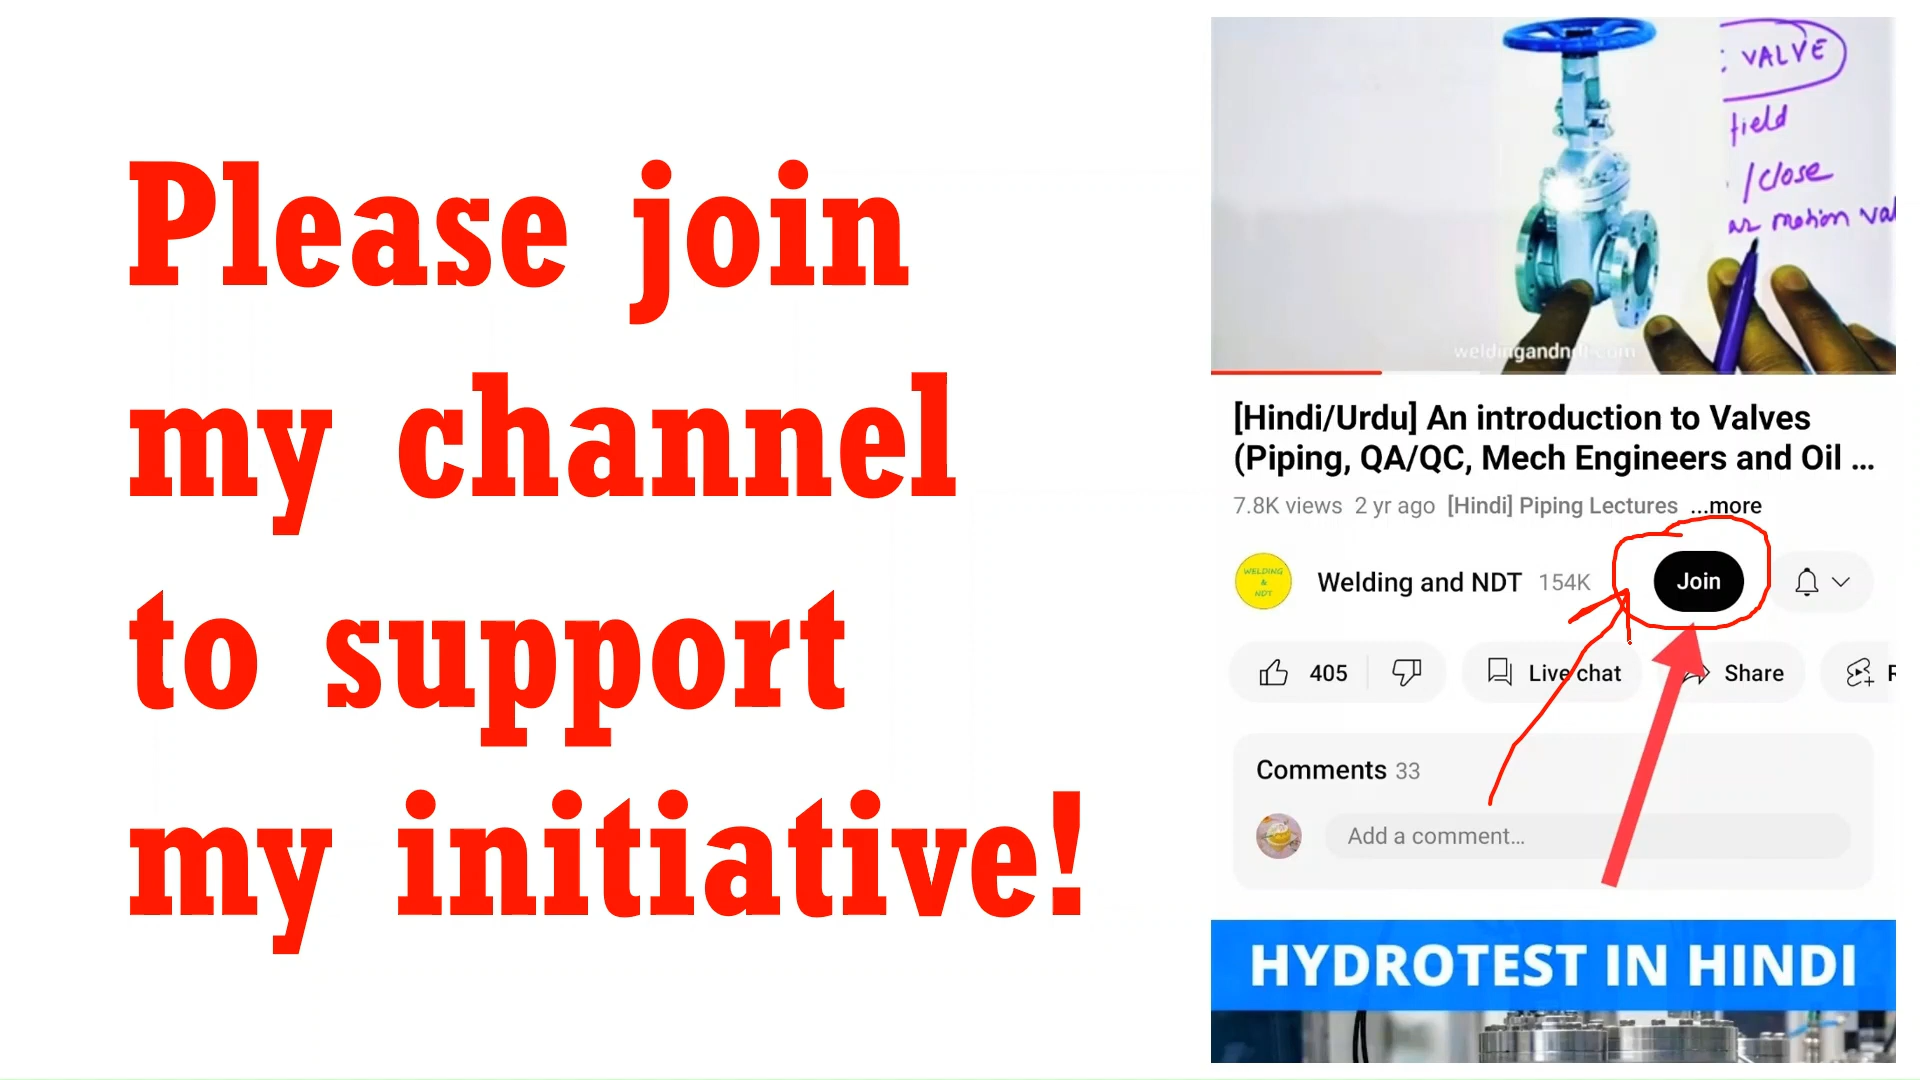 Please join
my channel
to support
my initiative!
VALVE
field
/close
motion
[Hindi/Urdu] An introduction to Valves
(Piping, QA/QC, Mech Engineers and Oil ...
7.8K views 2 yr ago [Hindi] Piping Lectures ...more
WELDING
&
NDT
Welding and NDT 154K
Join
405
Live chat
Share
Comments 33
Add a comment...
HYDROTEST IN HINDI